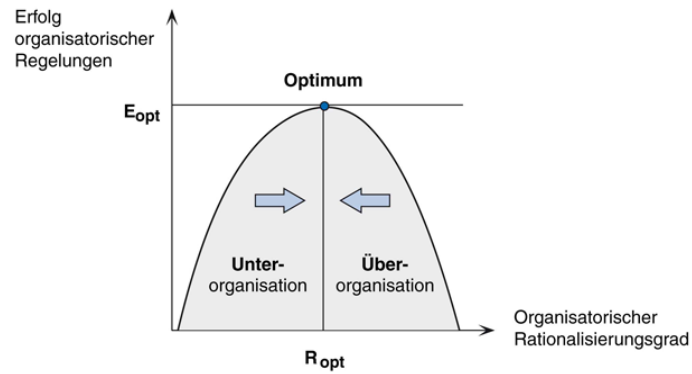 Erfolg
organisatorischer
Regelungen
Optimum
Eopt
Unter-
organisation
Über-
organisation
Organisatorischer
Rationalisierungsgrad
Ropt